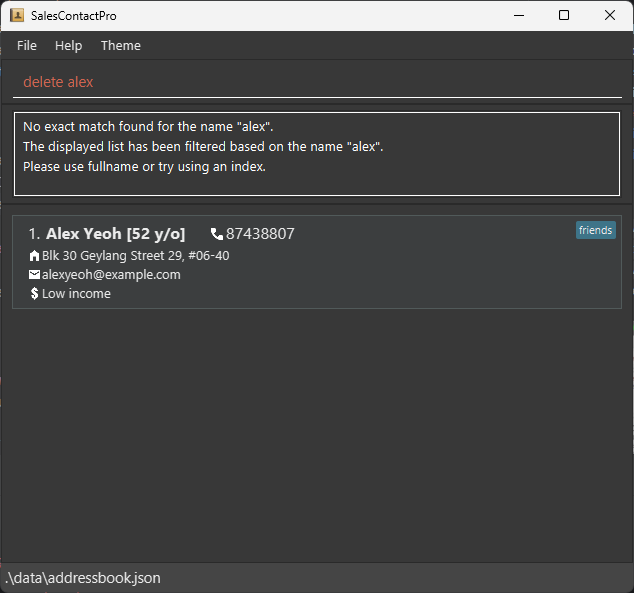 SalesContactPro
File Help Theme
delete alex
No exact match found for the name "alex".
The displayed list has been filtered based on the name "alex".
Please use fullname or try using an index.
1. Alex Yeoh [52 y/o] 87438807 friends
Blk 30 Geylang Street 29, #06-40
alexyeoh@example.com
$ Low income
.\data\addressbook.json